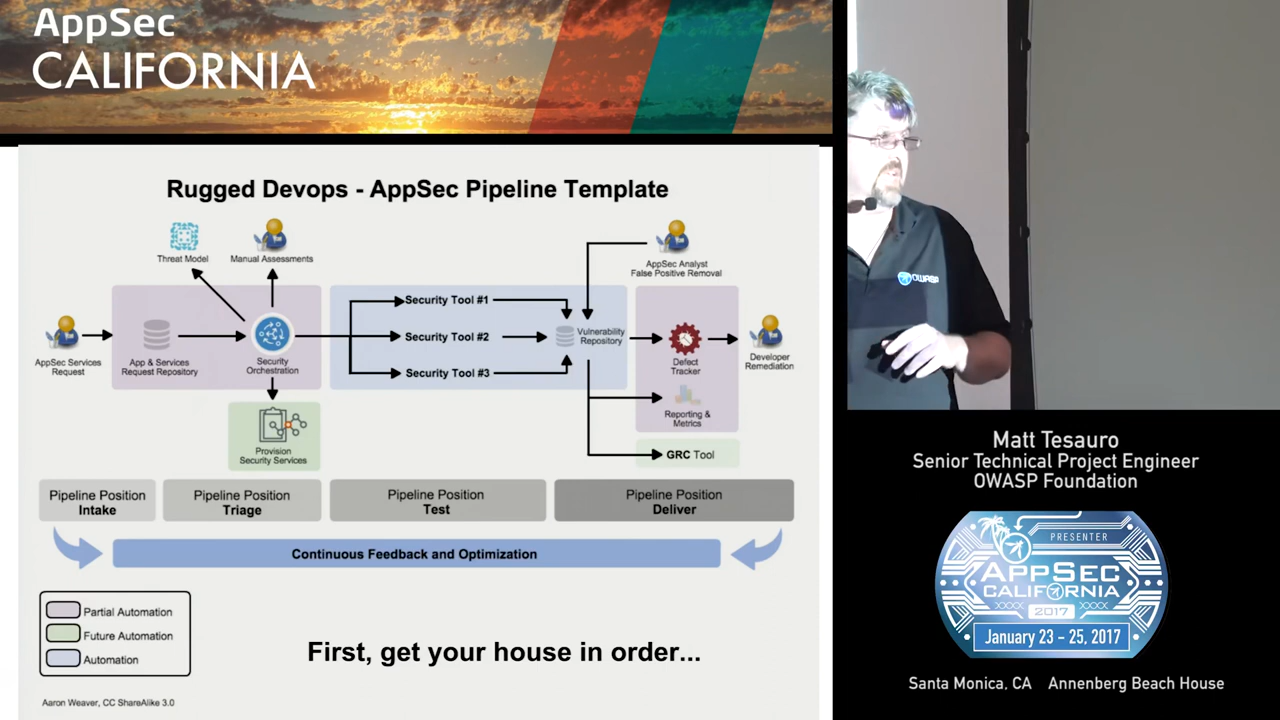 AppSec
CALIFORNIA
Rugged Devops - AppSec Pipeline Template
Threat Model
Manual Assessments
AppSec Analyst
False Positive Removal
AppSec Services
Request
App & Services
Request Repository
Security
Orchestration
Security Tool #1
Security Tool #2
Security Tool #3
Vulnerability
Repository
Defect
Tracker
Developer
Remediation
Reporting &
Metrics
Provision
Security Services
GRC Tool
Pipeline Position
Intake
Pipeline Position
Triage
Pipeline Position
Test
Pipeline Position
Deliver
Continuous Feedback and Optimization
Partial Automation
Future Automation
Automation
First, get your house in order...
Aaron Weaver, CC ShareAlike 3.0
OWASP
Matt Tesauro
Senior Technical Project Engineer
OWASP Foundation
PRESENTER
APPSEC
CALIFORNIA
2017
January 23 - 25, 2017
Santa Monica, CA Annenberg Beach House